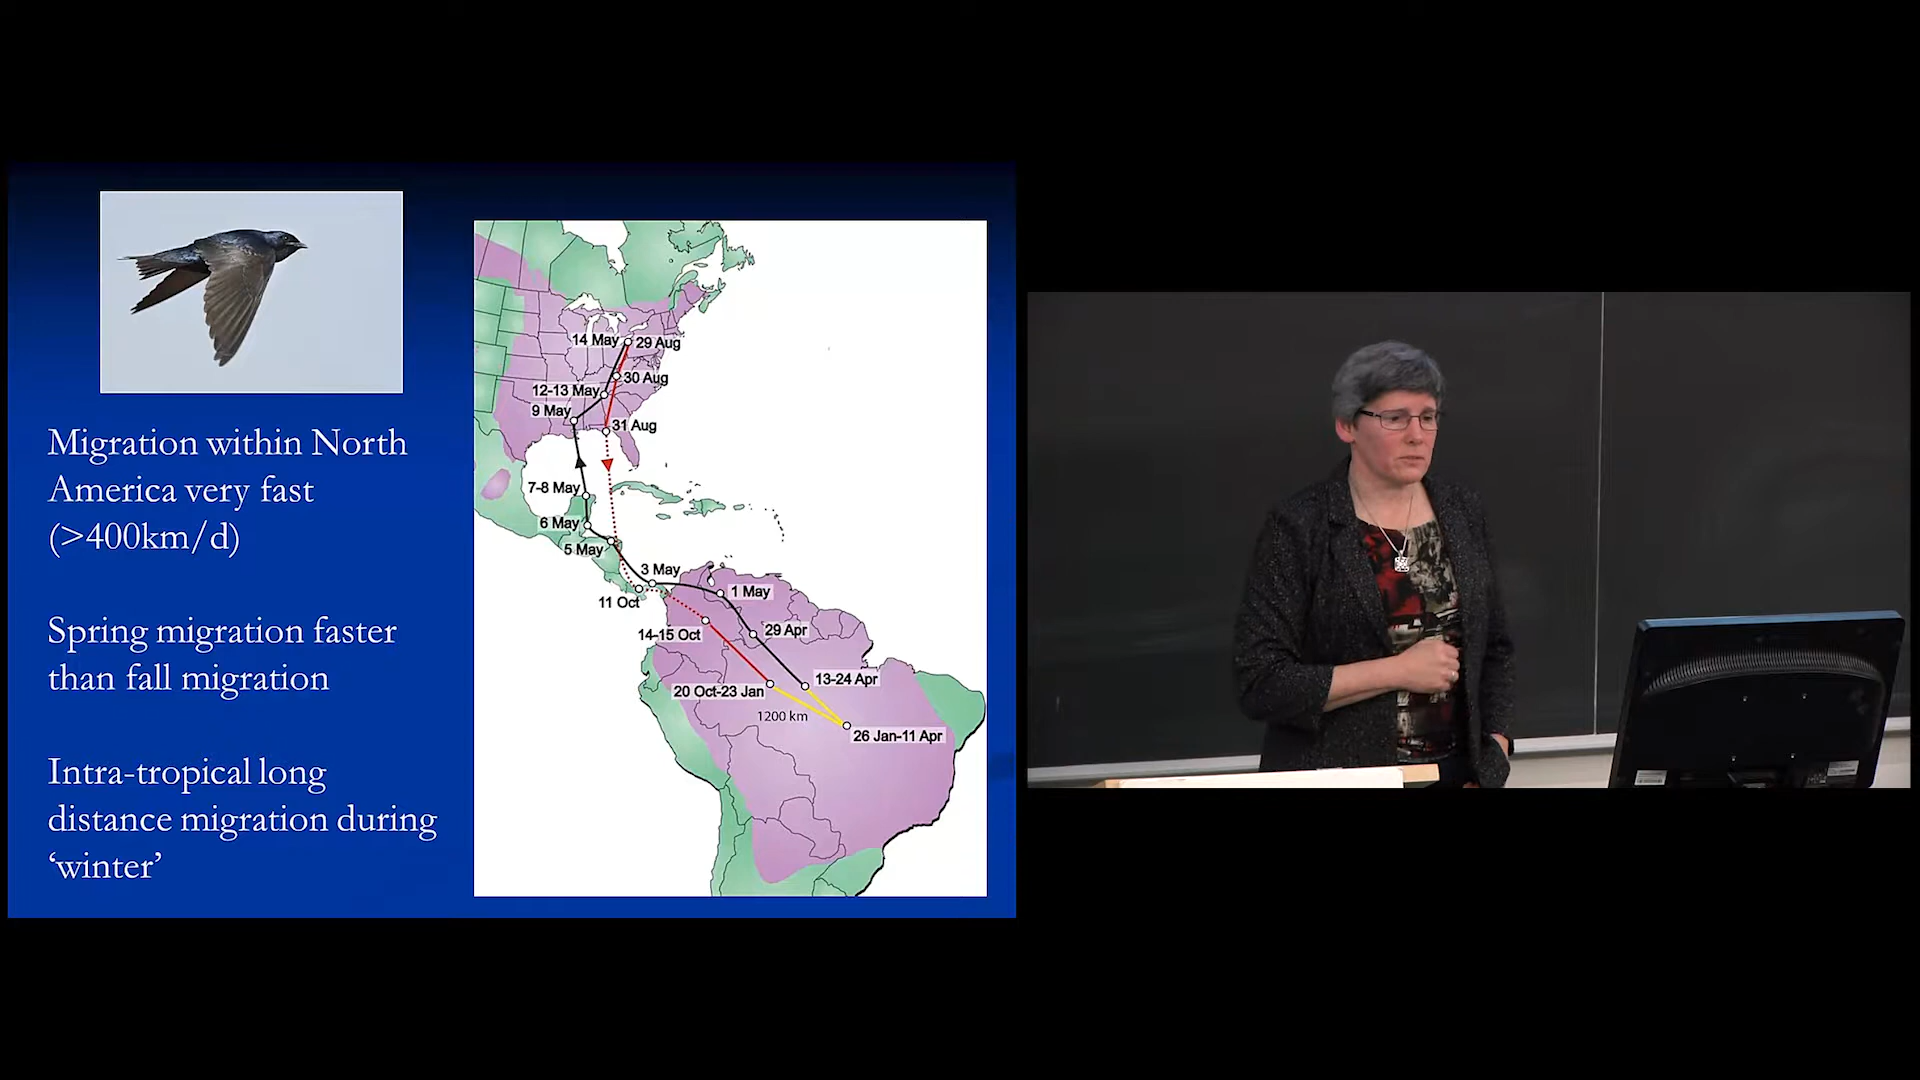 Migration within North
America very fast
(>400km/d)
Spring migration faster
than fall migration
Intra-tropical long
distance migration during
‘winter’
14 May
29 Aug
30 Aug
12-13 May
9 May
31 Aug
7-8 May
6 May
5 May
3 May
11 Oct
1 May
14-15 Oct
29 Apr
13-24 Apr
20 Oct-23 Jan
1200 km
26 Jan-11 Apr